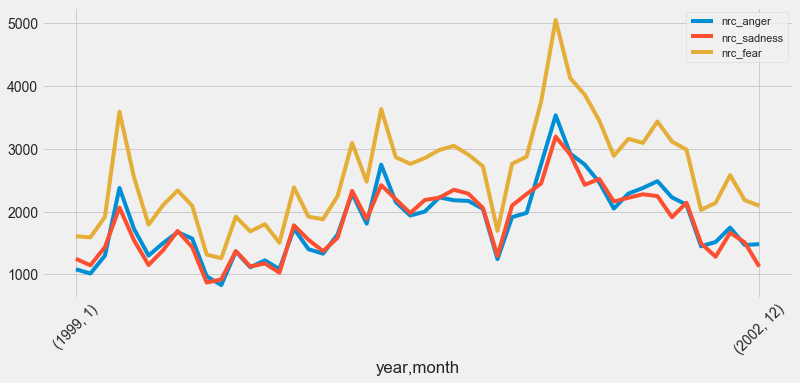 5000
4000
3000
2000
1000
nrc_anger
nrc_sadness
nrc_fear
(1999, 1)
(2002, 12)
year,month